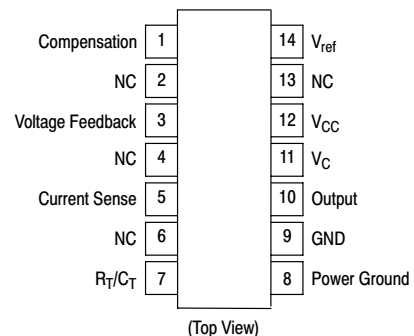 Compensation 1 14 Vref
NC 2 13 NC
Voltage Feedback 3 12 VCC
NC 4 11 VC
Current Sense 5 10 Output
NC 6 9 GND
RT/CT 7 8 Power Ground
(Top View)